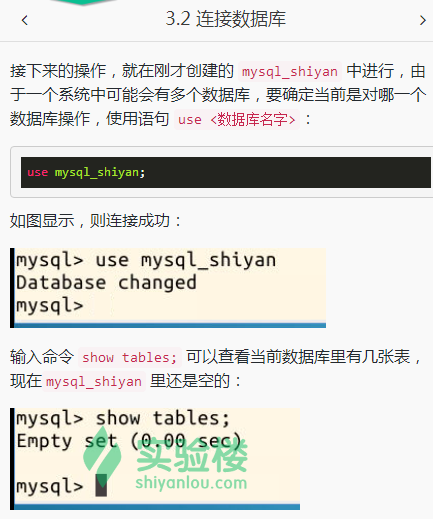 3.2 连接数据库
接下来的操作，就在刚才创建的 mysql_shiyan 中进行，由
于一个系统中可能会有多个数据库，要确定当前是对哪一个
数据库操作，使用语句 use <数据库名字> ：
use mysql_shiyan;
如图显示，则连接成功：
mysql> use mysql_shiyan
Database changed
mysql>
输入命令 show tables; 可以查看当前数据库里有几张表，
现在 mysql_shiyan 里还是空的：
mysql> show tables;
Empty set (0.00 sec)
实验楼
shiyanlou.com
mysql>